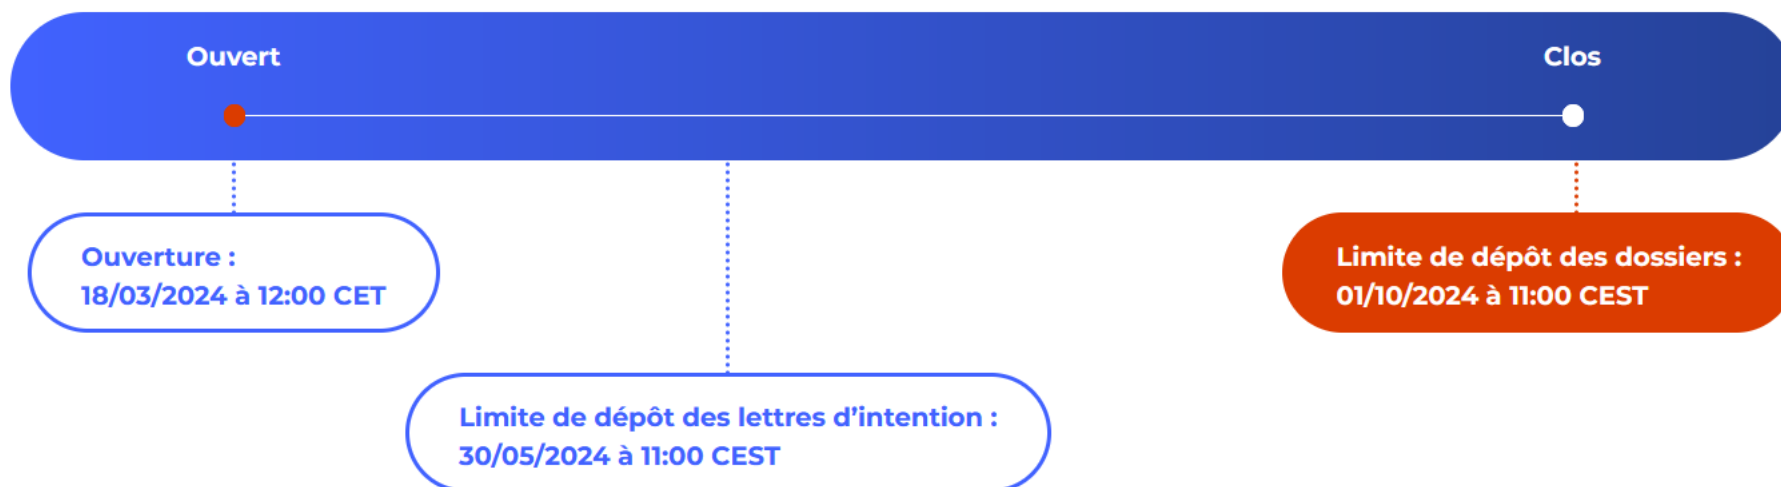 Ouvert
Clos
Ouverture :
18/03/2024 à 12:00 CET
Limite de dépôt des dossiers :
01/10/2024 à 11:00 CEST
Limite de dépôt des lettres d’intention :
30/05/2024 à 11:00 CEST